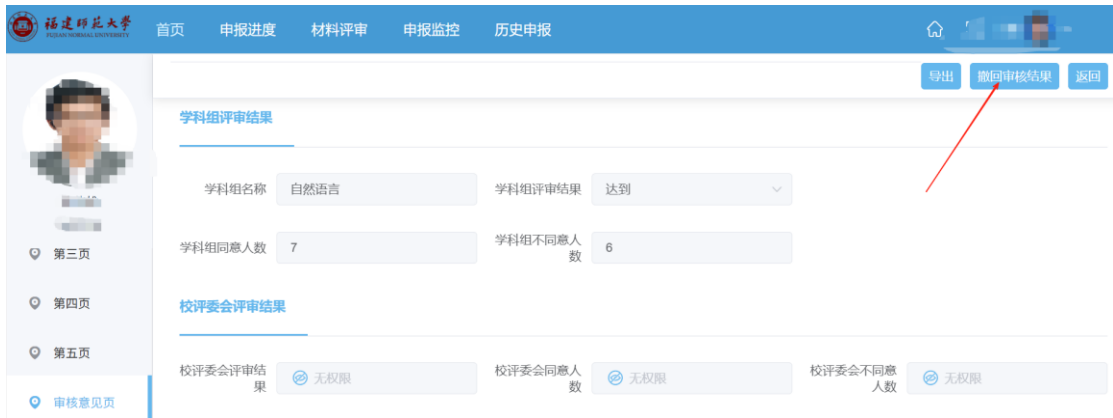 福建师范大学
FUJIAN NORMAL UNIVERSITY
首页 申报进度 材料评审 申报监控 历史申报
导出 撤回审核结果 返回
学科组评审结果
学科组名称 自然语言 学科组评审结果 达到
学科组同意人数 7 学科组不同意人
数 6
第三页
第四页
校评委会评审结果
第五页
校评委会评审结
果 无权限 校评委会同意人
数 无权限 校评委会不同意
人数 无权限
审核意见页